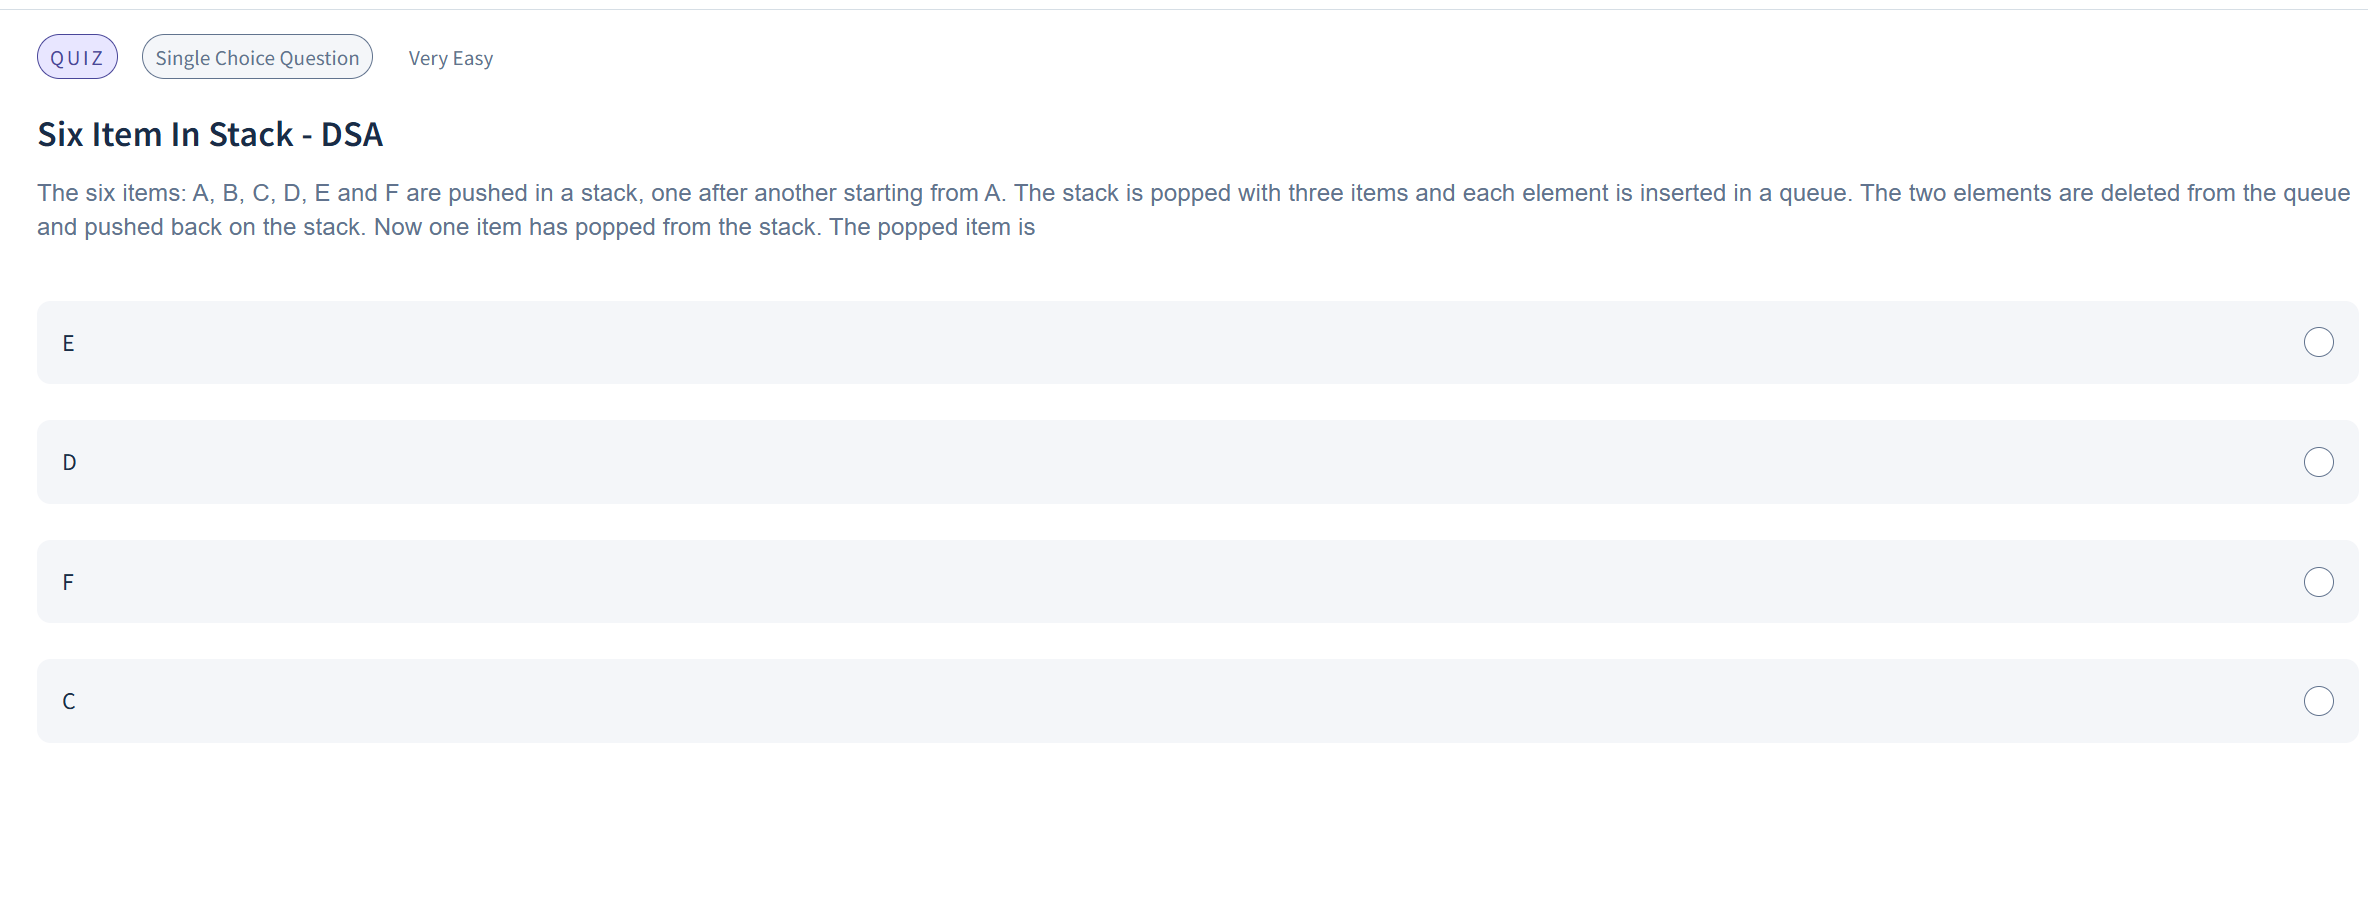 QUIZ Single Choice Question Very Easy
Six Item In Stack - DSA
The six items: A, B, C, D, E and F are pushed in a stack, one after another starting from A. The stack is popped with three items and each element is inserted in a queue. The two elements are deleted from the queue
and pushed back on the stack. Now one item has popped from the stack. The popped item is
E
D
F
C